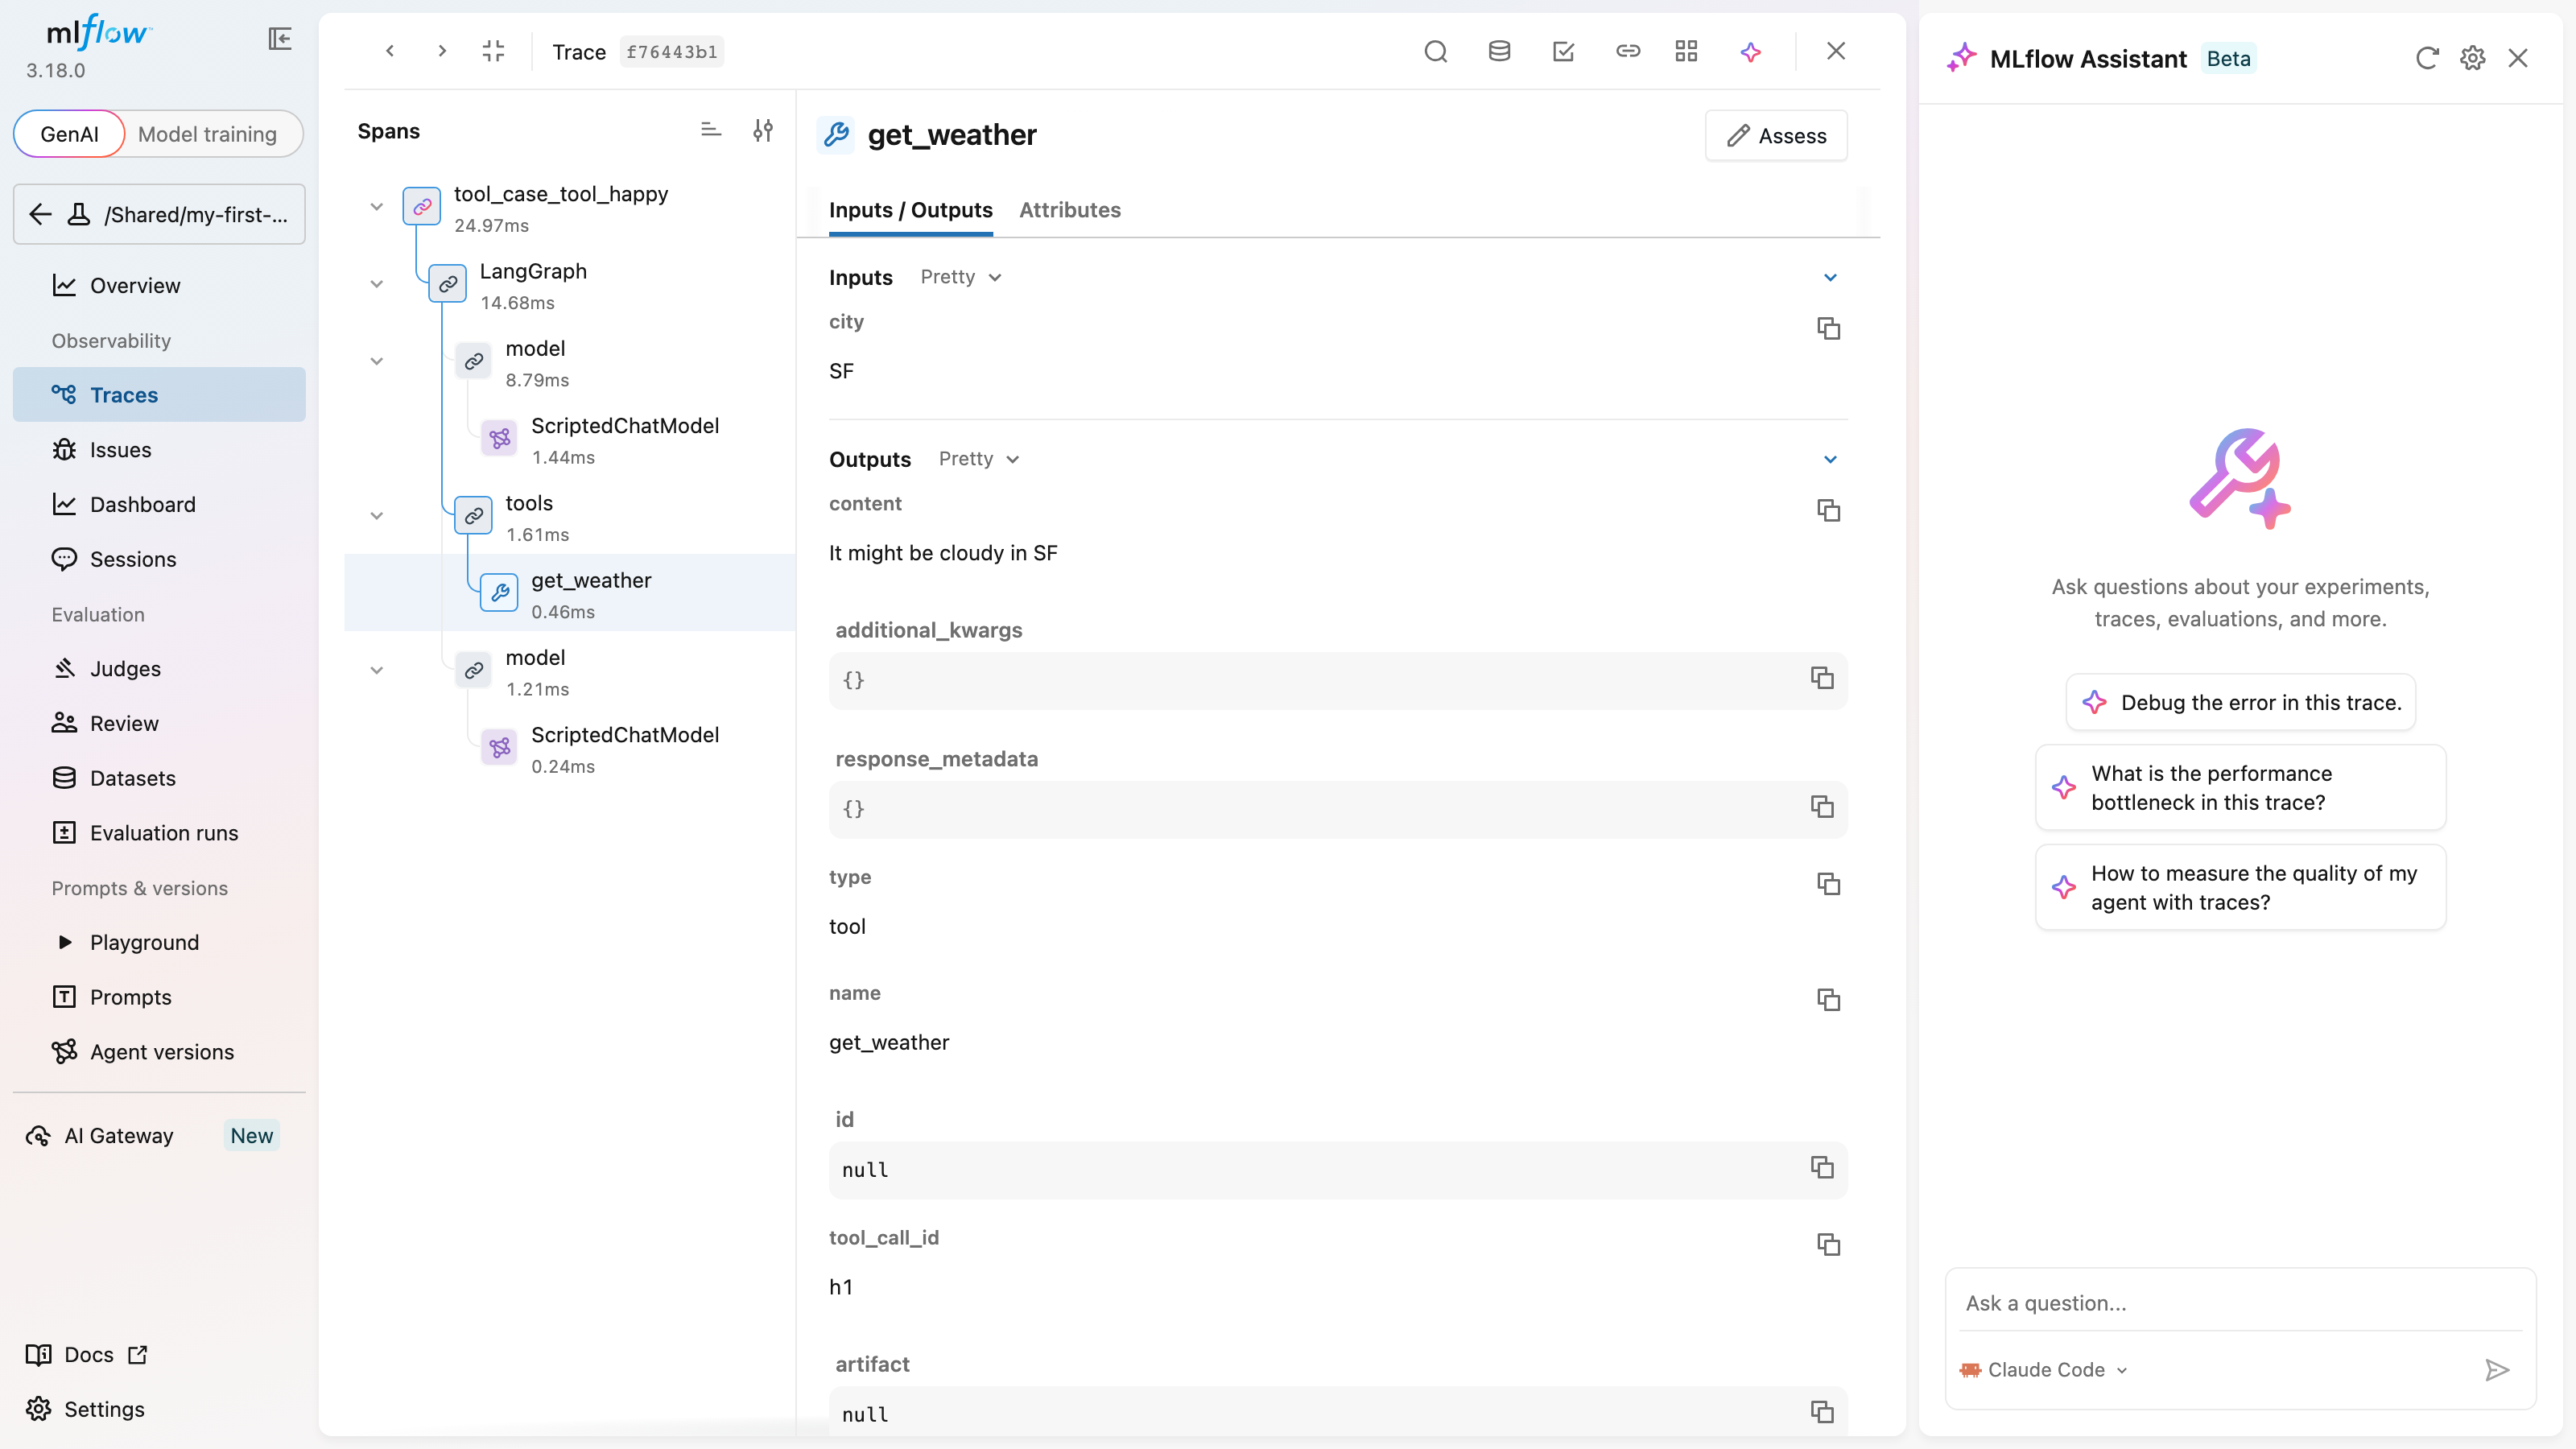 mlflow
3.18.0
GenAI
Model training
/Shared/my-first-...
Overview
Observability
Traces
Issues
Dashboard
Sessions
Evaluation
Judges
Review
Datasets
Evaluation runs
Prompts & versions
Playground
Prompts
Agent versions
AI Gateway
New
Docs
Settings
Trace f76443b1
Spans
tool_case_tool_happy
24.97ms
LangGraph
14.68ms
model
8.79ms
ScriptedChatModel
1.44ms
tools
1.61ms
get_weather
0.46ms
model
1.21ms
ScriptedChatModel
0.24ms
get_weather
Assess
Inputs / Outputs
Attributes
Inputs Pretty
city
SF
Outputs Pretty
content
It might be cloudy in SF
additional_kwargs
{}
response_metadata
{}
type
tool
name
get_weather
id
null
tool_call_id
h1
artifact
null
MLflow Assistant Beta
Ask questions about your experiments,
traces, evaluations, and more.
Debug the error in this trace.
What is the performance
bottleneck in this trace?
How to measure the quality of my
agent with traces?
Ask a question...
Claude Code